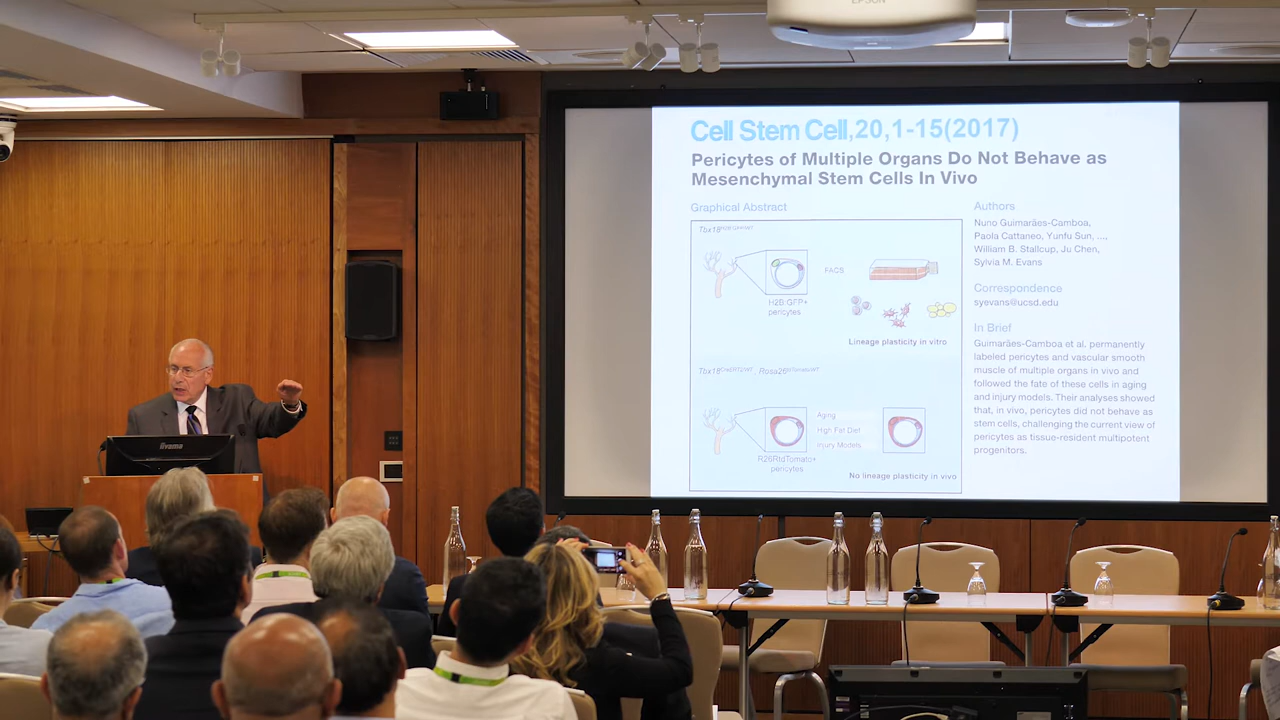 EPSON
Cell Stem Cell,20,1-15(2017)
Pericytes of Multiple Organs Do Not Behave as
Mesenchymal Stem Cells In Vivo
Graphical Abstract
FACS
H2B:GFP+
pericytes
Lineage plasticity in vitro
Aging
High Fat Diet
Injury Models
R26RtdTomato+
pericytes
No lineage plasticity in vivo
Authors
Nuno Guimarães-Camboa,
Paola Cattaneo, Yunfu Sun, ...,
William B. Stallcup, Ju Chen,
Sylvia M. Evans
Correspondence
syevans@ucsd.edu
In Brief
Guimarães-Camboa et al. permanently
labeled pericytes and vascular smooth
muscle of multiple organs in vivo and
followed the fate of these cells in aging
and injury models. Their analyses showed
that, in vivo, pericytes did not behave as
stem cells, challenging the current view of
pericytes as tissue-resident multipotent
progenitors.
iiyama